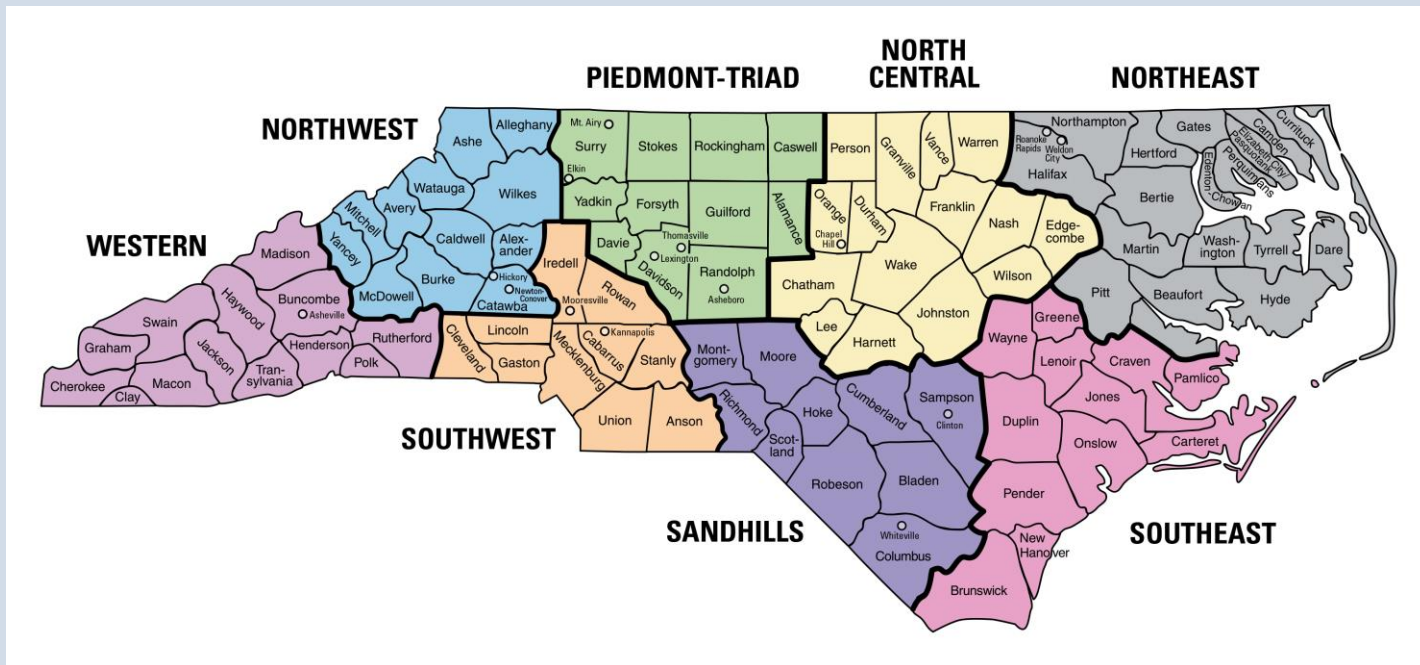 PIEDMONT-TRIAD
NORTH
CENTRAL
NORTHEAST
NORTHWEST
WESTERN
SOUTHWEST
SANDHILLS
SOUTHEAST
Madison
Buncombe
Asheville
Haywood
Swain
Graham
Cherokee
Clay
Macon
Jackson
Tran-
sylvania
Henderson
Polk
Rutherford
Ashe
Alleghany
Watauga
Wilkes
Mitchell
Avery
Yancey
Caldwell
Alex-
ander
Burke
McDowell
Hickory
Newton-
Conover
Catawba
Mt. Airy
Surry
Elkin
Stokes
Rockingham
Caswell
Yadkin
Forsyth
Guilford
Alamance
Davie
Thomasville
Lexington
Davidson
Randolph
Asheboro
Iredell
Rowan
Mooresville
Cleveland
Lincoln
Gaston
Mecklenburg
Kannapolis
Cabarrus
Stanly
Union
Anson
Person
Granville
Vance
Warren
Orange
Chapel
Hill
Durham
Franklin
Nash
Edge-
combe
Wake
Wilson
Chatham
Johnston
Lee
Harnett
Mont-
gomery
Moore
Richmond
Scot-
land
Hoke
Cumberland
Sampson
Clinton
Robeson
Bladen
Whiteville
Columbus
Northampton
Roanoke
Rapids
Weldon
City
Halifax
Hertford
Gates
Bertie
Edenton-
Chowan
Perquimans
Elizabeth City/
Pasquotank
Camden
Currituck
Martin
Wash-
ington
Tyrrell
Dare
Pitt
Beaufort
Hyde
Wayne
Greene
Lenoir
Craven
Pamlico
Jones
Duplin
Onslow
Carteret
Pender
New
Hanover
Brunswick